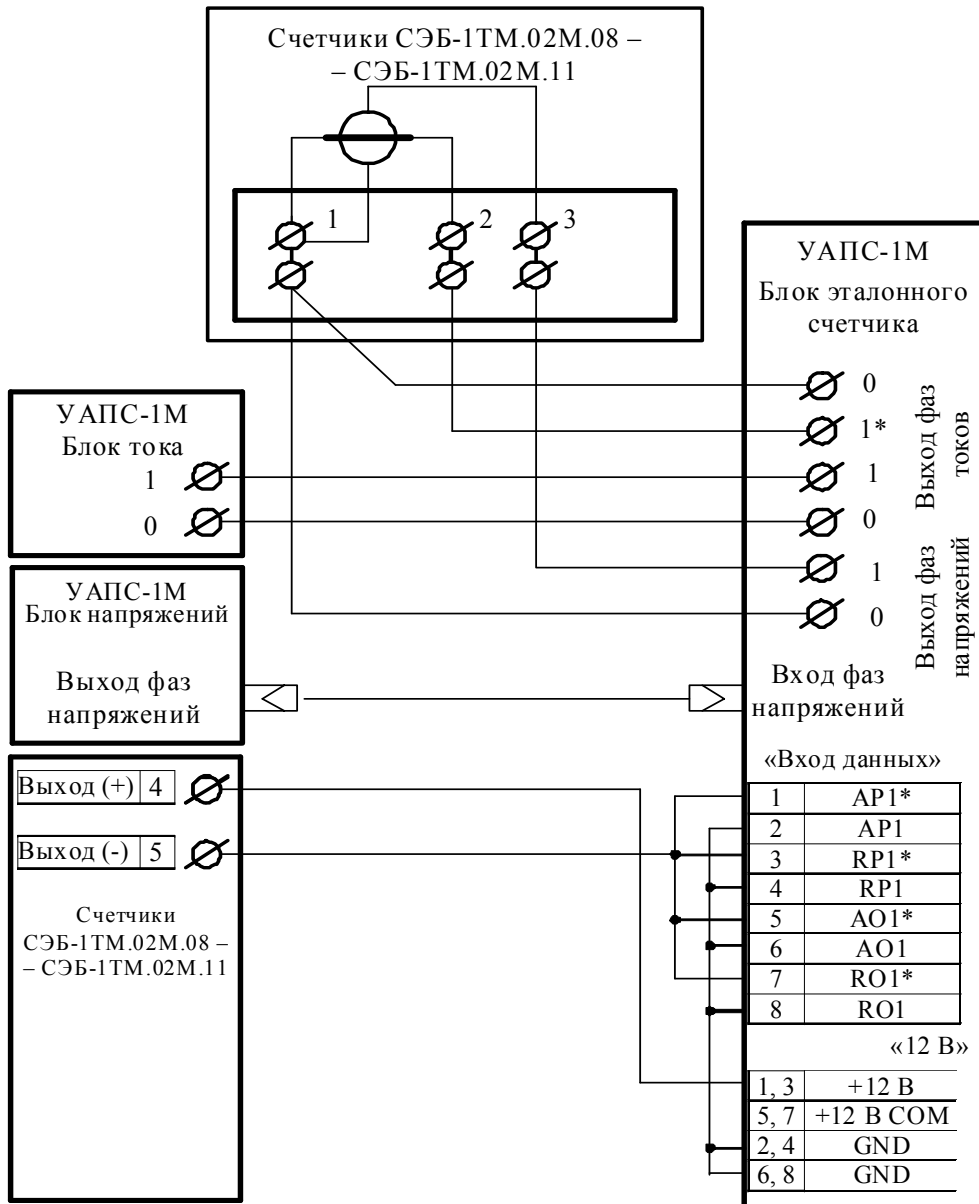 Счетчики СЭБ-1ТМ.02М.08 –
– СЭБ-1ТМ.02М.11
1
2
3
УАПС-1М
Блок эталонного
счетчика
0
1*
1
0
Выход фаз
токов
1
0
Выход фаз
напряжений
УАПС-1М
Блок тока
1
0
УАПС-1М
Блок напряжений
Выход фаз
напряжений
Вход фаз
напряжений
«Вход данных»
Выход (+) 4
Выход (-) 5
Счетчики
СЭБ-1ТМ.02М.08 –
– СЭБ-1ТМ.02М.11
1 AP1*
2 AP1
3 RP1*
4 RP1
5 AO1*
6 AO1
7 RO1*
8 RO1
«12 В»
1, 3 +12 В
5, 7 +12 В COM
2, 4 GND
6, 8 GND